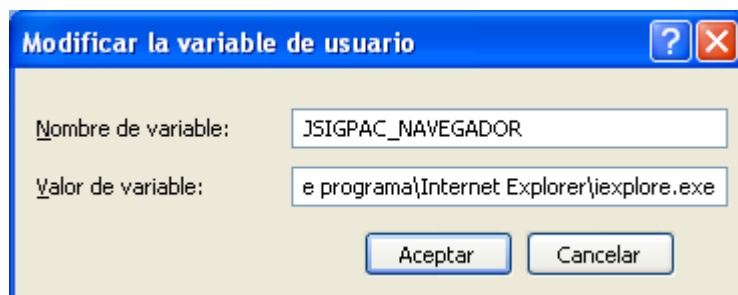 Modificar la variable de usuario
Nombre de variable: JSIGPAC_NAVEGADOR
Valor de variable: e programa\Internet Explorer\iexplore.exe
Aceptar Cancelar